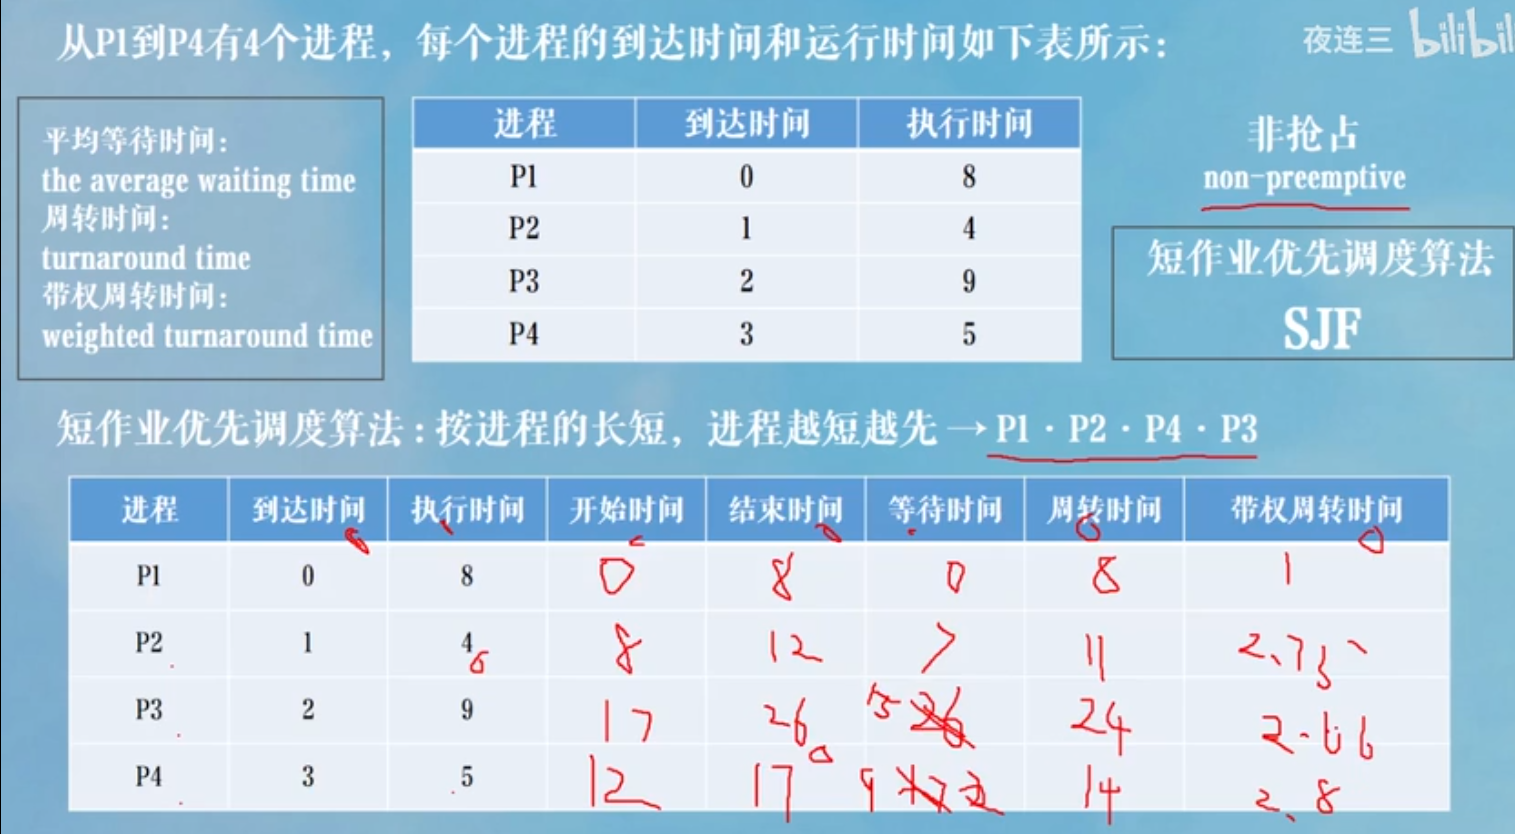 从P1到P4有4个进程，每个进程的到达时间和运行时间如下表所示：
夜连三 bilibil
平均等待时间：
the average waiting time
周转时间：
turnaround time
带权周转时间：
weighted turnaround time
进程 到达时间 执行时间
P1 0 8
P2 1 4
P3 2 9
P4 3 5
非抢占
non-preemptive
短作业优先调度算法
SJF
短作业优先调度算法：按进程的长短，进程越短越先→P1·P2·P4·P3
进程 到达时间 执行时间 开始时间 结束时间 等待时间 周转时间 带权周转时间
P1 0 8 0 8 0 8 1
P2 1 4 8 12 7 11 2.75
P3 2 9 17 26 15 24 2.66
P4 3 5 12 17 9 14 2.8